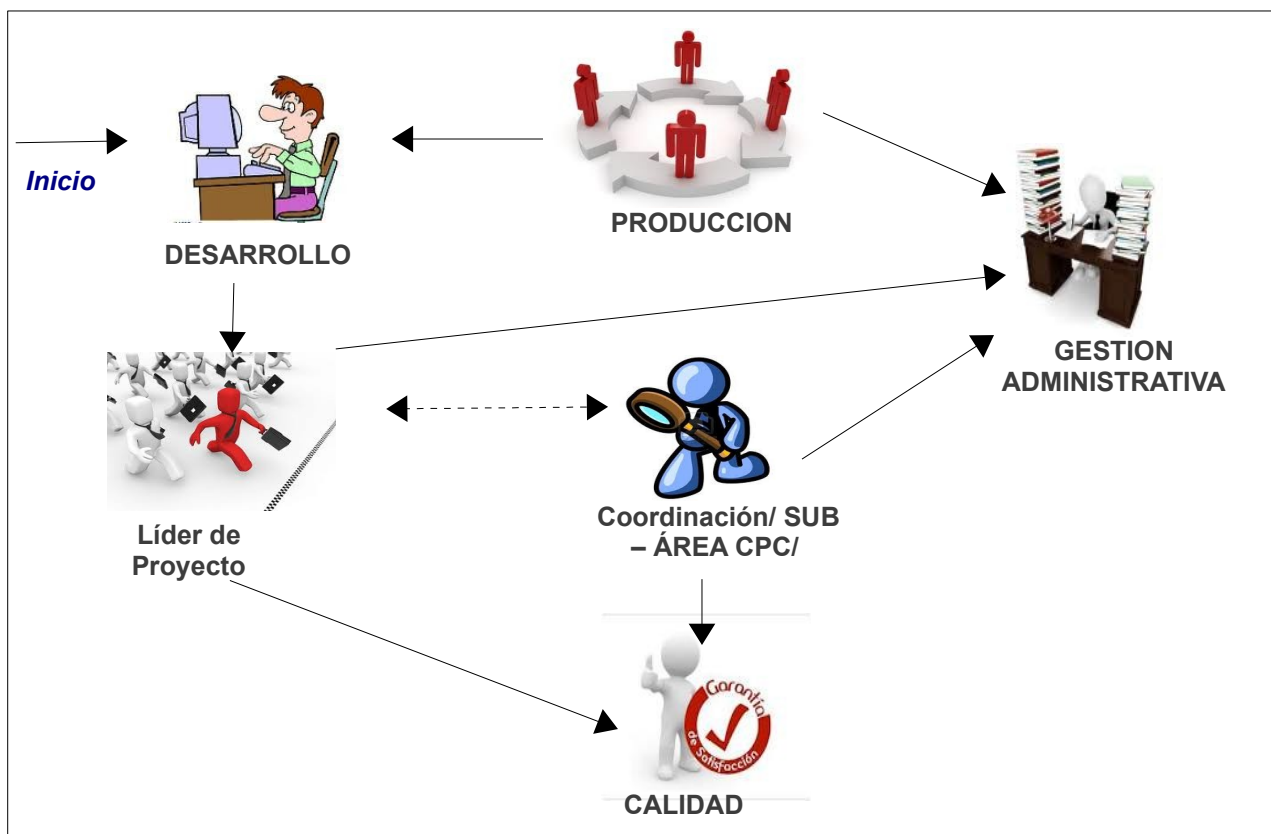 Inicio
DESARROLLO
PRODUCCION
GESTION
ADMINISTRATIVA
Líder de
Proyecto
Coordinación/ SUB
– ÁREA CPC/
Garantía
de Satisfacción
CALIDAD